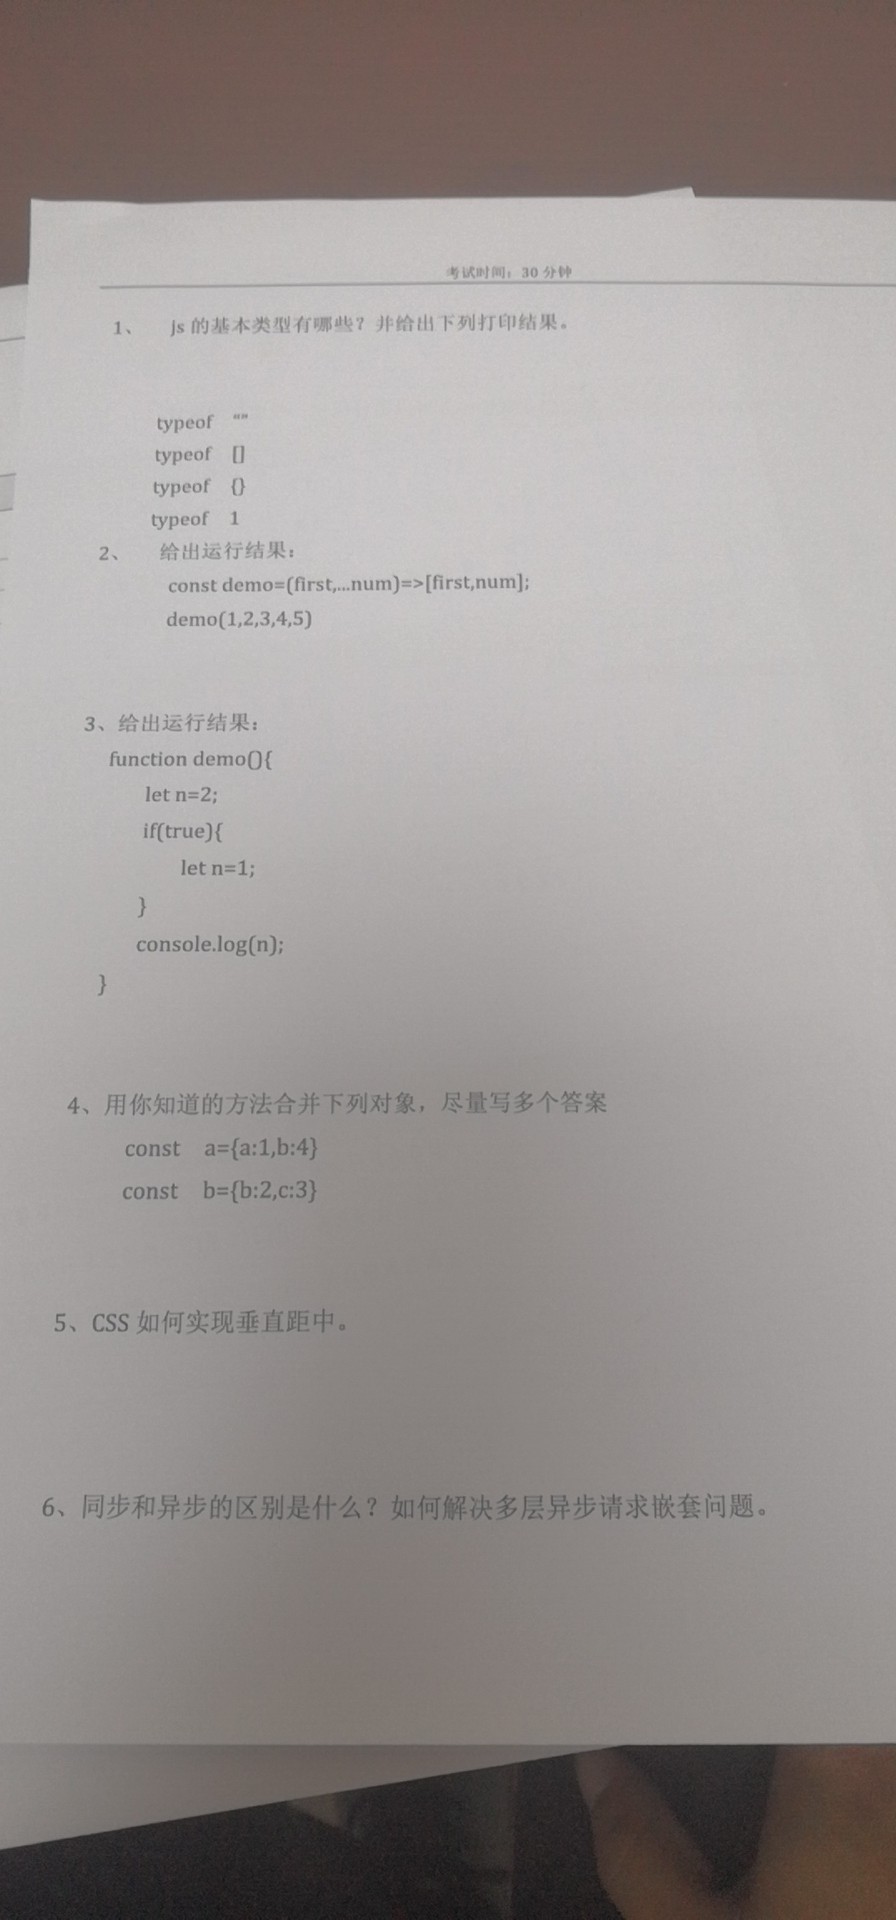 考试时间：30 分钟
1、 js 的基本类型有哪些？并给出下列打印结果。
typeof “”
typeof []
typeof {}
typeof 1
2、 给出运行结果：
const demo=(first,...num)=>[first,num];
demo(1,2,3,4,5)
3、给出运行结果：
function demo(){
let n=2;
if(true){
let n=1;
}
console.log(n);
}
4、用你知道的方法合并下列对象，尽量写多个答案
const a={a:1,b:4}
const b={b:2,c:3}
5、CSS 如何实现垂直距中。
6、同步和异步的区别是什么？如何解决多层异步请求嵌套问题。